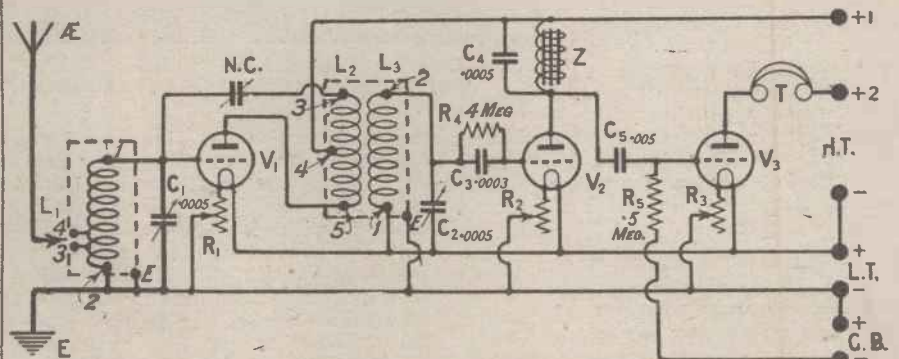 Æ
N.C.
L2
L3
C4
.0005
Z
+1
T
+2
3
2
R4 4 MEG
V1
4
C3 .0003
V2
C5 .005
V3
H.T.
-
L1
1
C1
.0005
4
3
R1
5
1
E
C2 .0005
R2
R5
.5
MEG.
R3
+
L.T.
-
2
E
E
+
G.B.
-